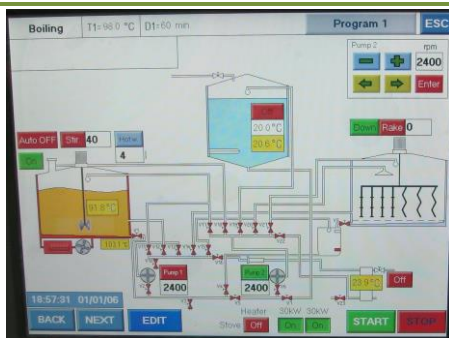 Boiling T1=98.0 °C D1=60 min Program 1 ESC
Pump 2 rpm
2400
Enter
Off
20.0°C
20.6°C
Auto OFF Stir 40
On
4
Down Rake 0
91.6°C
Pump 1 Pump 2
2400 2400
23.9°C Off
18:57:31 01/01/06
Heater 30kW 30kW
BACK NEXT EDIT Stove Off On On START STOP